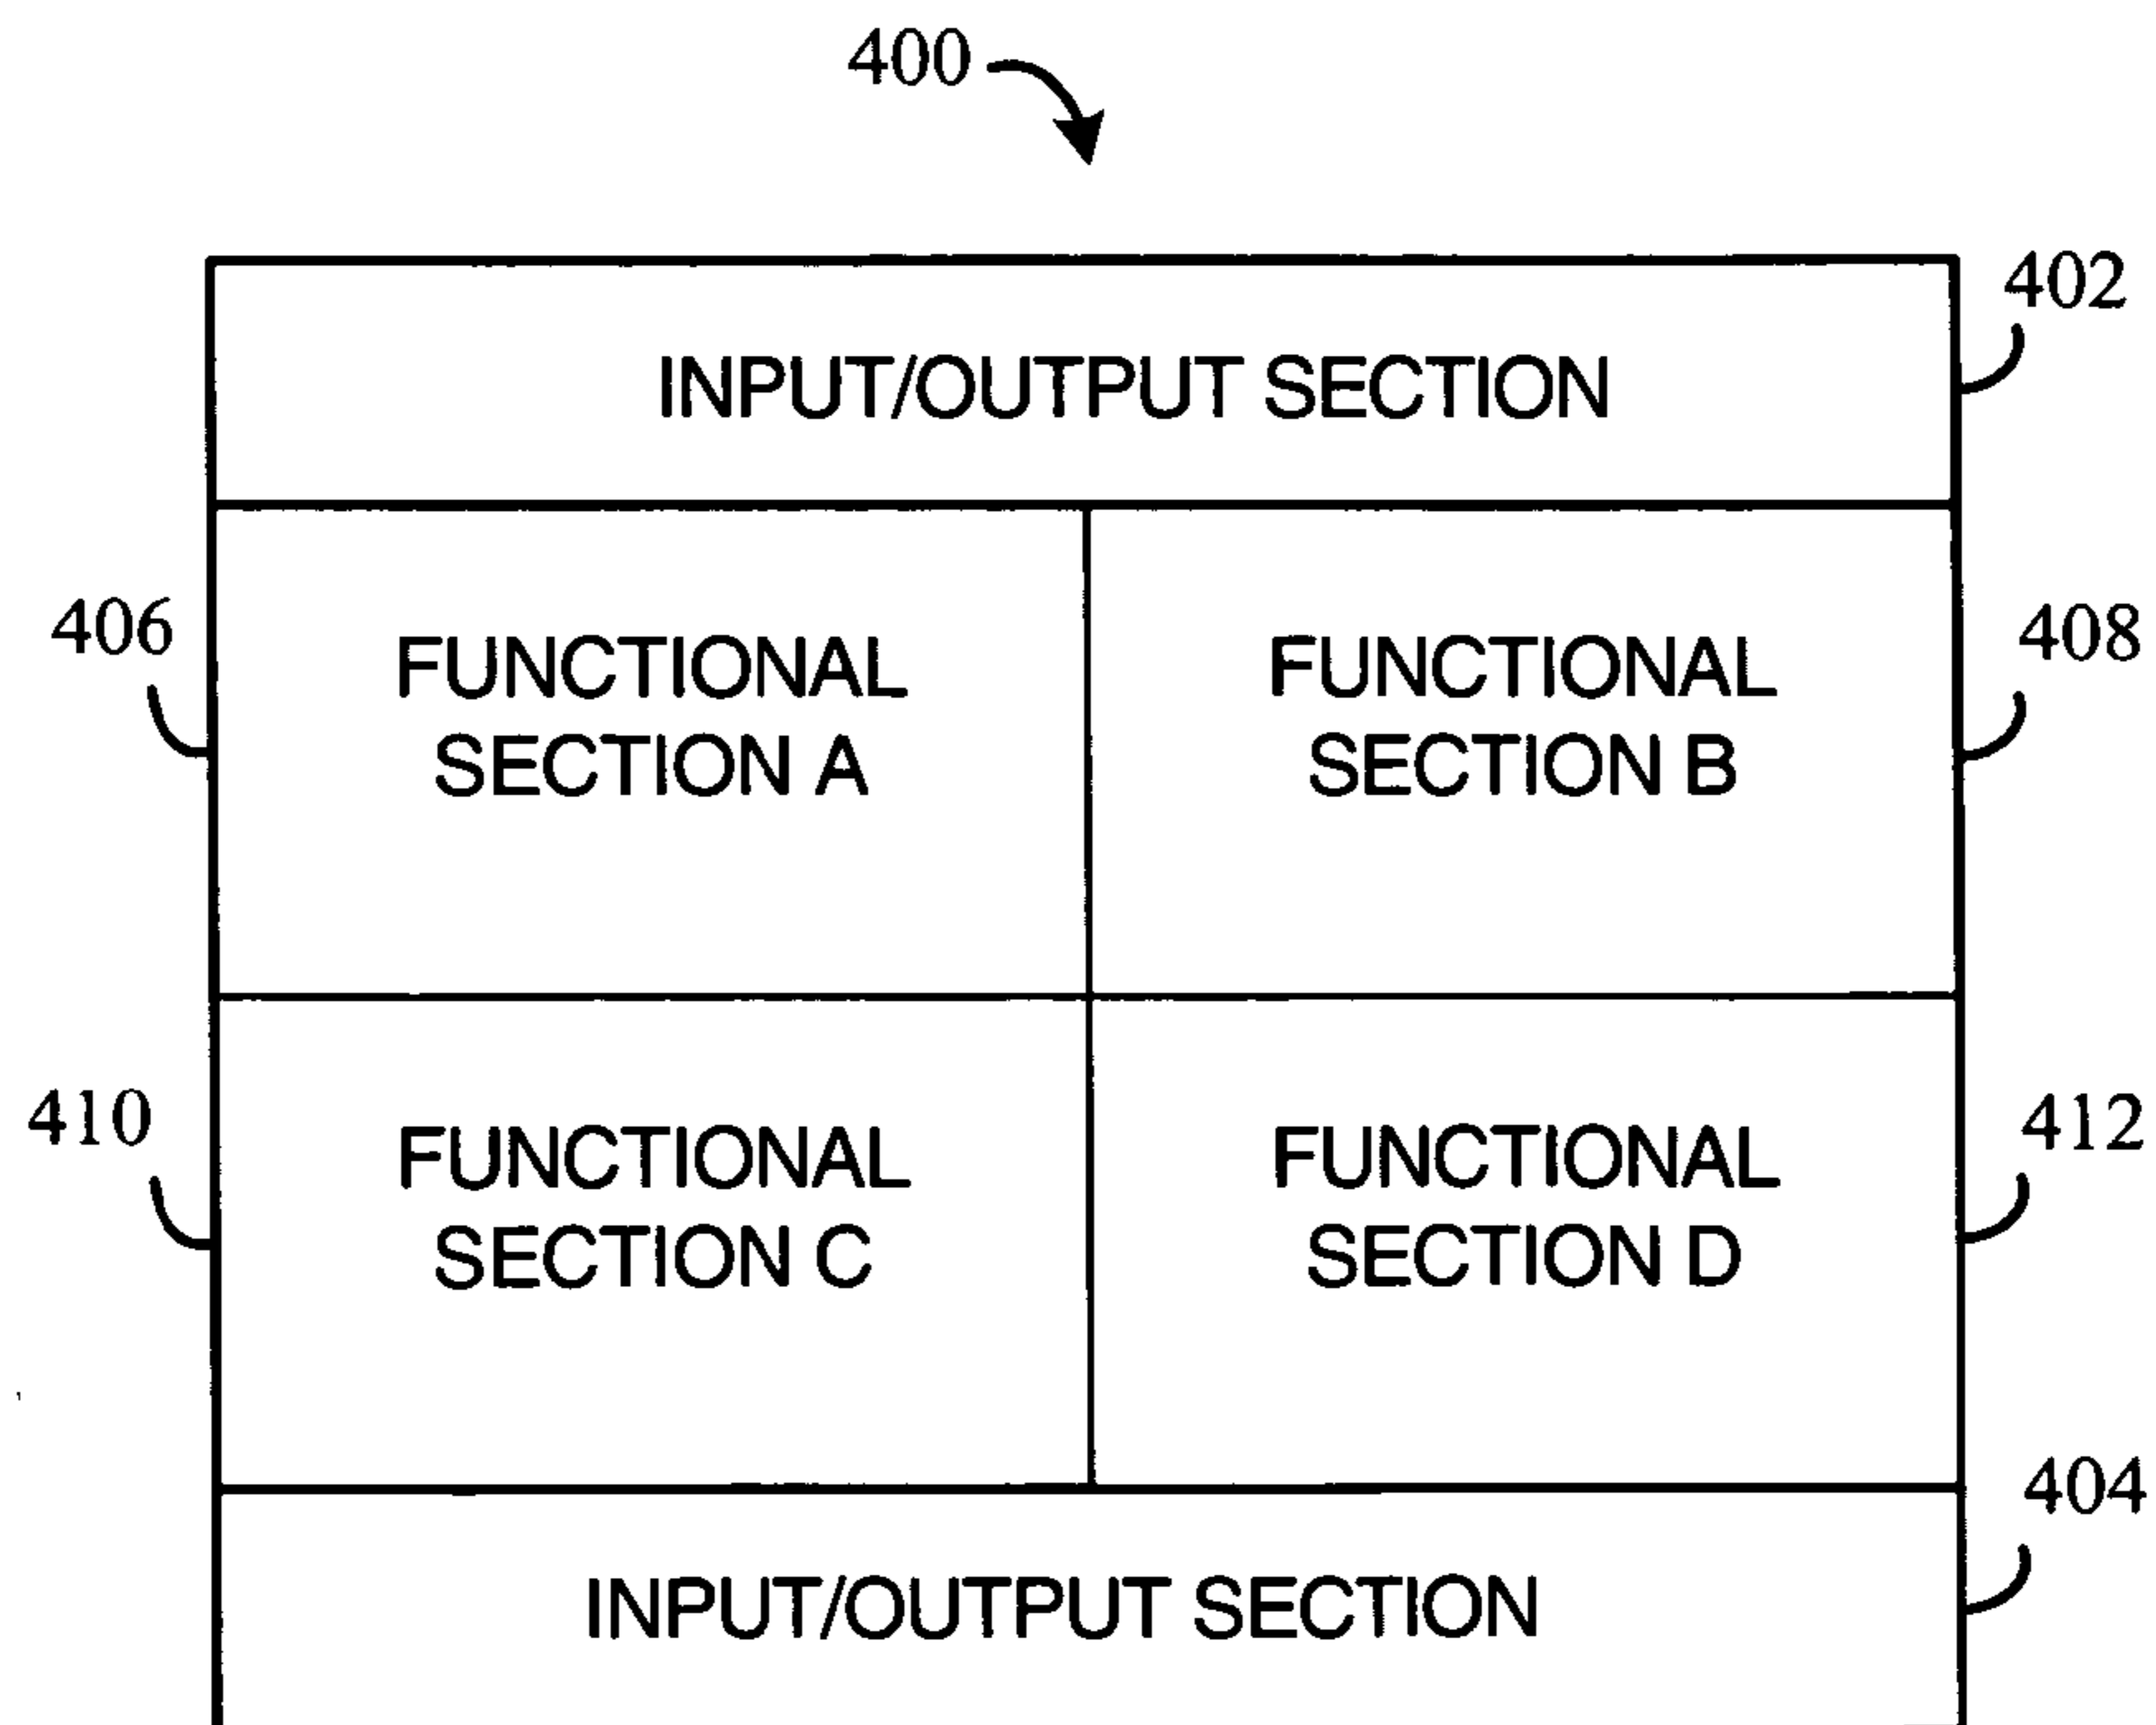 400
402
INPUT/OUTPUT SECTION
406
FUNCTIONAL
SECTION A
408
FUNCTIONAL
SECTION B
410
FUNCTIONAL
SECTION C
412
FUNCTIONAL
SECTION D
404
INPUT/OUTPUT SECTION